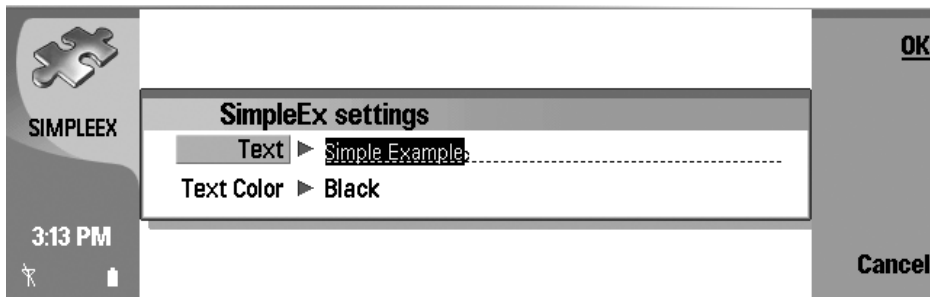 SIMPLEEX
3:13 PM
SimpleEx settings
Text Simple Example
Text Color Black
OK
Cancel